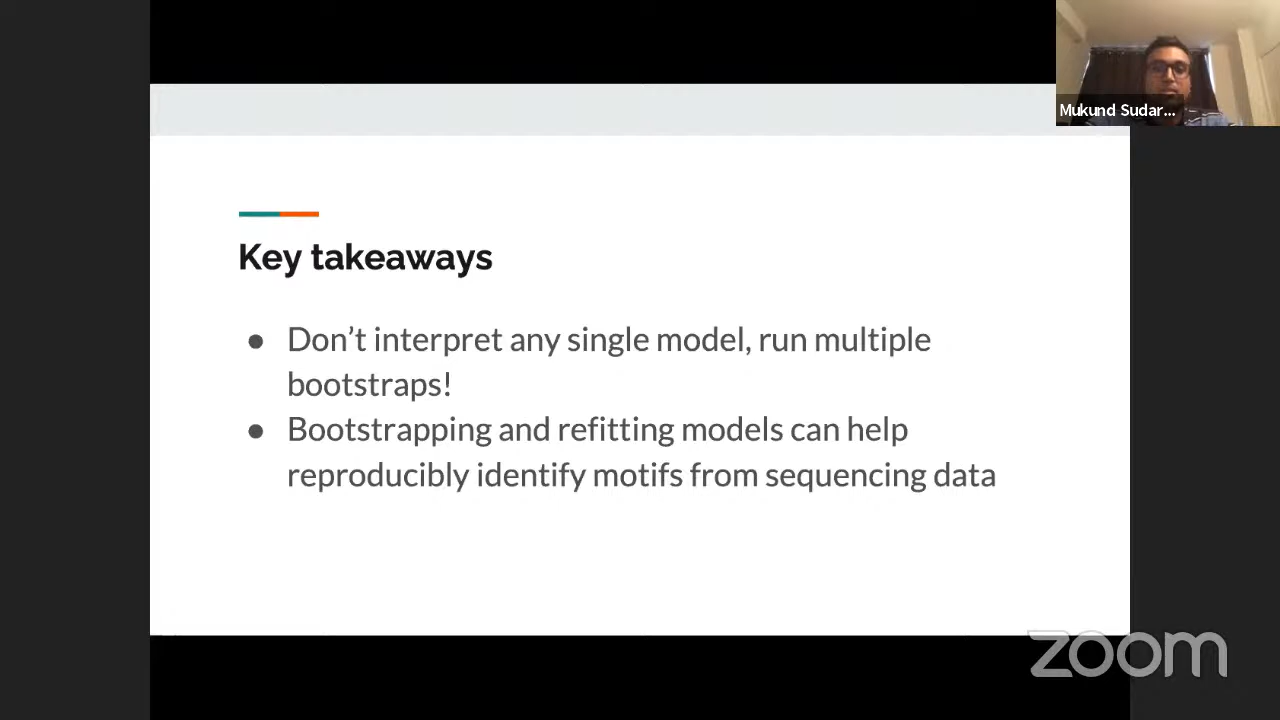 Mukund Sudar...
Key takeaways
● Don’t interpret any single model, run multiple
bootstraps!
● Bootstrapping and refitting models can help
reproducibly identify motifs from sequencing data
zoom